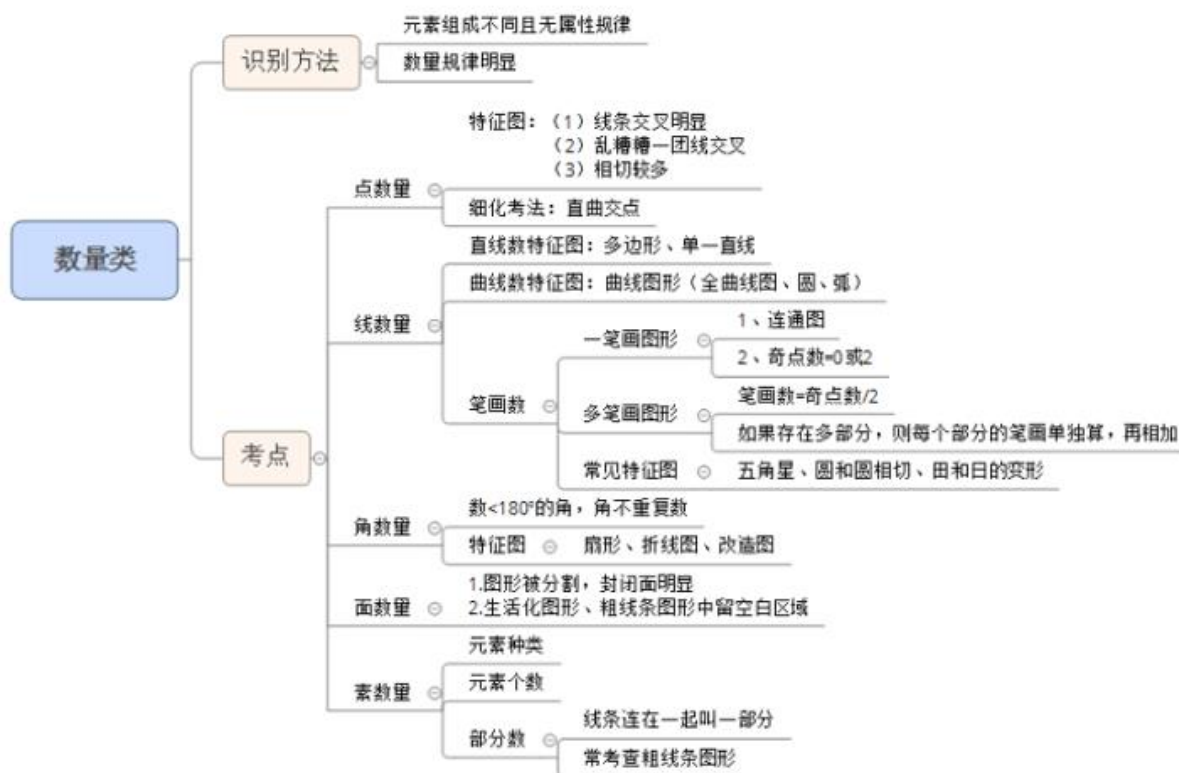 数量类
识别方法
元素组成不同且无属性规律
数量规律明显
考点
点数量
特征图：（1）线条交叉明显
（2）乱糟糟一团线交叉
（3）相切较多
细化考法：直曲交点
线数量
直线数特征图：多边形、单一直线
曲线数特征图：曲线图形（全曲线图、圆、弧）
笔画数
一笔画图形
1、连通图
2、奇点数=0或2
多笔画图形
笔画数=奇点数/2
如果存在多部分，则每个部分的笔画单独算，再相加
常见特征图
五角星、圆和圆相切、田和日的变形
角数量
数<180°的角，角不重复数
特征图
扇形、折线图、改造图
面数量
1.图形被分割，封闭面明显
2.生活化图形、粗线条图形中留空白区域
素数量
元素种类
元素个数
部分数
线条连在一起叫一部分
常考查粗线条图形